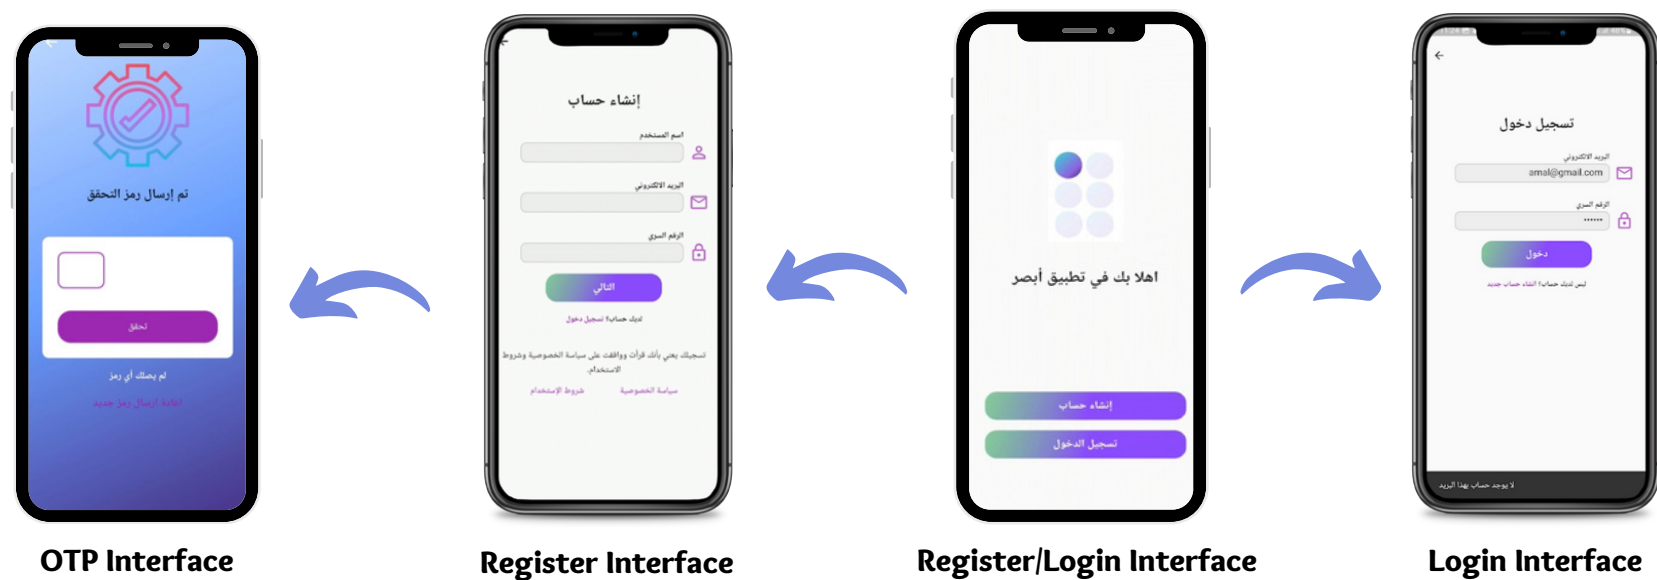 تم إرسال رمز التحقق
تحقق
لم يصلك أي رمز
اعادة ارسال رمز جديد
OTP Interface
إنشاء حساب
اسم المستخدم
البريد الالكتروني
الرقم السري
التالي
لديك حساب؟ تسجيل دخول
تسجيلك يعني بأنك قرأت ووافقت على سياسة الخصوصية وشروط
الاستخدام.
سياسة الخصوصية شروط الإستخدام
Register Interface
اهلا بك في تطبيق أبصر
إنشاء حساب
تسجيل الدخول
Register/Login Interface
تسجيل دخول
البريد الالكتروني
amal@gmail.com
الرقم السري
••••••
دخول
ليس لديك حساب؟ انشاء حساب جديد
لا يوجد حساب بهذا البريد
Login Interface